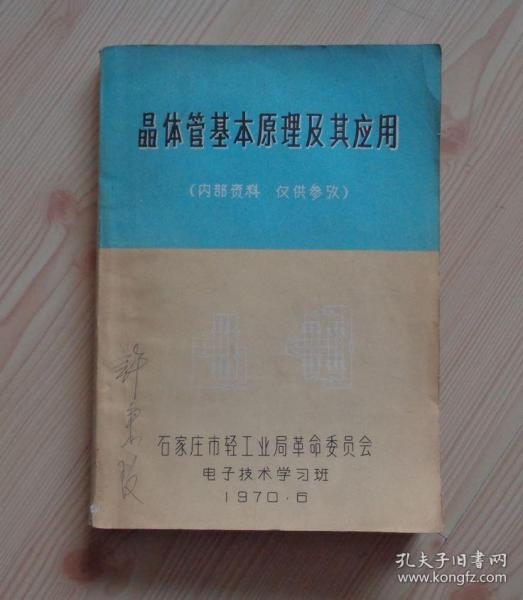 晶体管基本原理及其应用
(内部资料 仅供参攷)
石家庄市轻工业局革命委员会
电子技术学习班
1970.6
孔夫子旧书网
www.kongfz.com